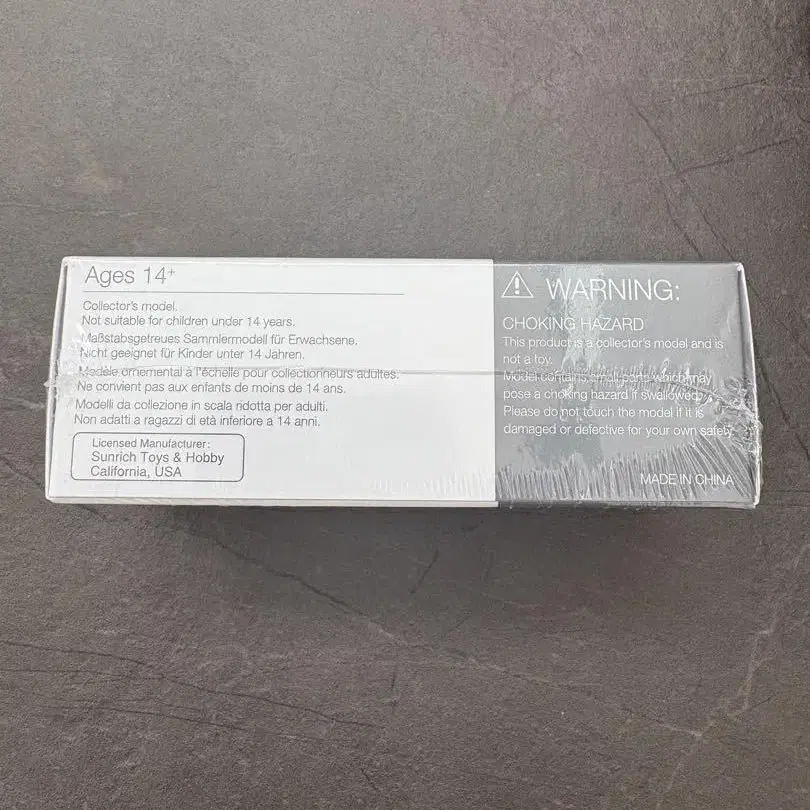 Ages 14+
Collector's model.
Not suitable for children under 14 years.
Maßstabsgetreues Sammlermodell für Erwachsene.
Nicht geeignet für Kinder unter 14 Jahren.
Modèle ornemental à l'échelle pour collectionneurs adultes.
Ne convient pas aux enfants de moins de 14 ans.
Modelli da collezione in scala ridotta per adulti.
Non adatti a ragazzi di età inferiore a 14 anni.
Licensed Manufacturer:
Sunrich Toys & Hobby
California, USA
WARNING:
CHOKING HAZARD
This product is a collector's model and is
not a toy.
Model contains small parts which may
pose a choking hazard if swallowed.
Please do not touch the model if it is
damaged or defective for your own safety.
MADE IN CHINA